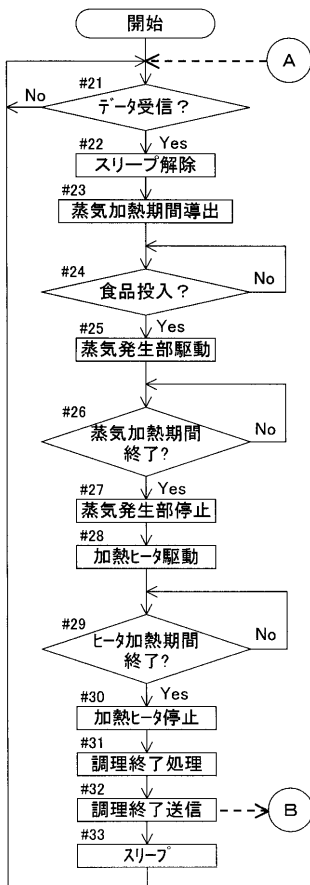 開始
A
#21
データ受信？
No
Yes
#22
スリープ解除
#23
蒸気加熱期間導出
#24
食品投入？
No
Yes
#25
蒸気発生部駆動
#26
蒸気加熱期間
終了?
No
#27
Yes
蒸気発生部停止
#28
加熱ヒータ駆動
#29
ヒータ加熱期間
終了?
No
Yes
#30
加熱ヒータ停止
#31
調理終了処理
#32
調理終了送信
B
#33
スリープ